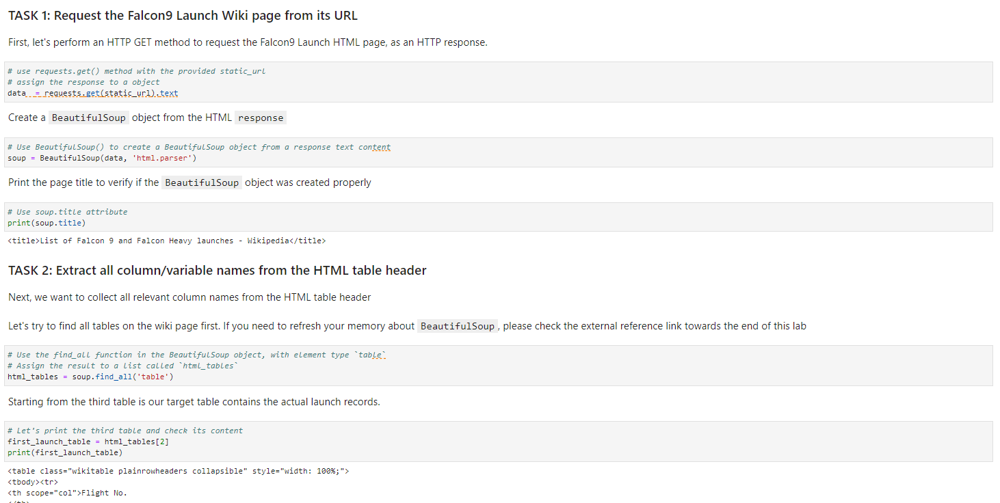 TASK 1: Request the Falcon9 Launch Wiki page from its URL
First, let's perform an HTTP GET method to request the Falcon9 Launch HTML page, as an HTTP response.
# use requests.get() method with the provided static_url
# assign the response to a object
data  = requests.get(static_url).text
Create a BeautifulSoup object from the HTML response
# Use BeautifulSoup() to create a BeautifulSoup object from a response text content
soup = BeautifulSoup(data, 'html.parser')
Print the page title to verify if the BeautifulSoup object was created properly
# Use soup.title attribute
print(soup.title)
<title>List of Falcon 9 and Falcon Heavy launches - Wikipedia</title>
TASK 2: Extract all column/variable names from the HTML table header
Next, we want to collect all relevant column names from the HTML table header
Let's try to find all tables on the wiki page first. If you need to refresh your memory about BeautifulSoup, please check the external reference link towards the end of this lab
# Use the find_all function in the BeautifulSoup object, with element type `table`
# Assign the result to a list called `html_tables`
html_tables = soup.find_all('table')
Starting from the third table is our target table contains the actual launch records.
# Let's print the third table and check its content
first_launch_table = html_tables[2]
print(first_launch_table)
<table class="wikitable plainrowheaders collapsible" style="width: 100%;">
<tbody><tr>
<th scope="col">Flight No.
</th>